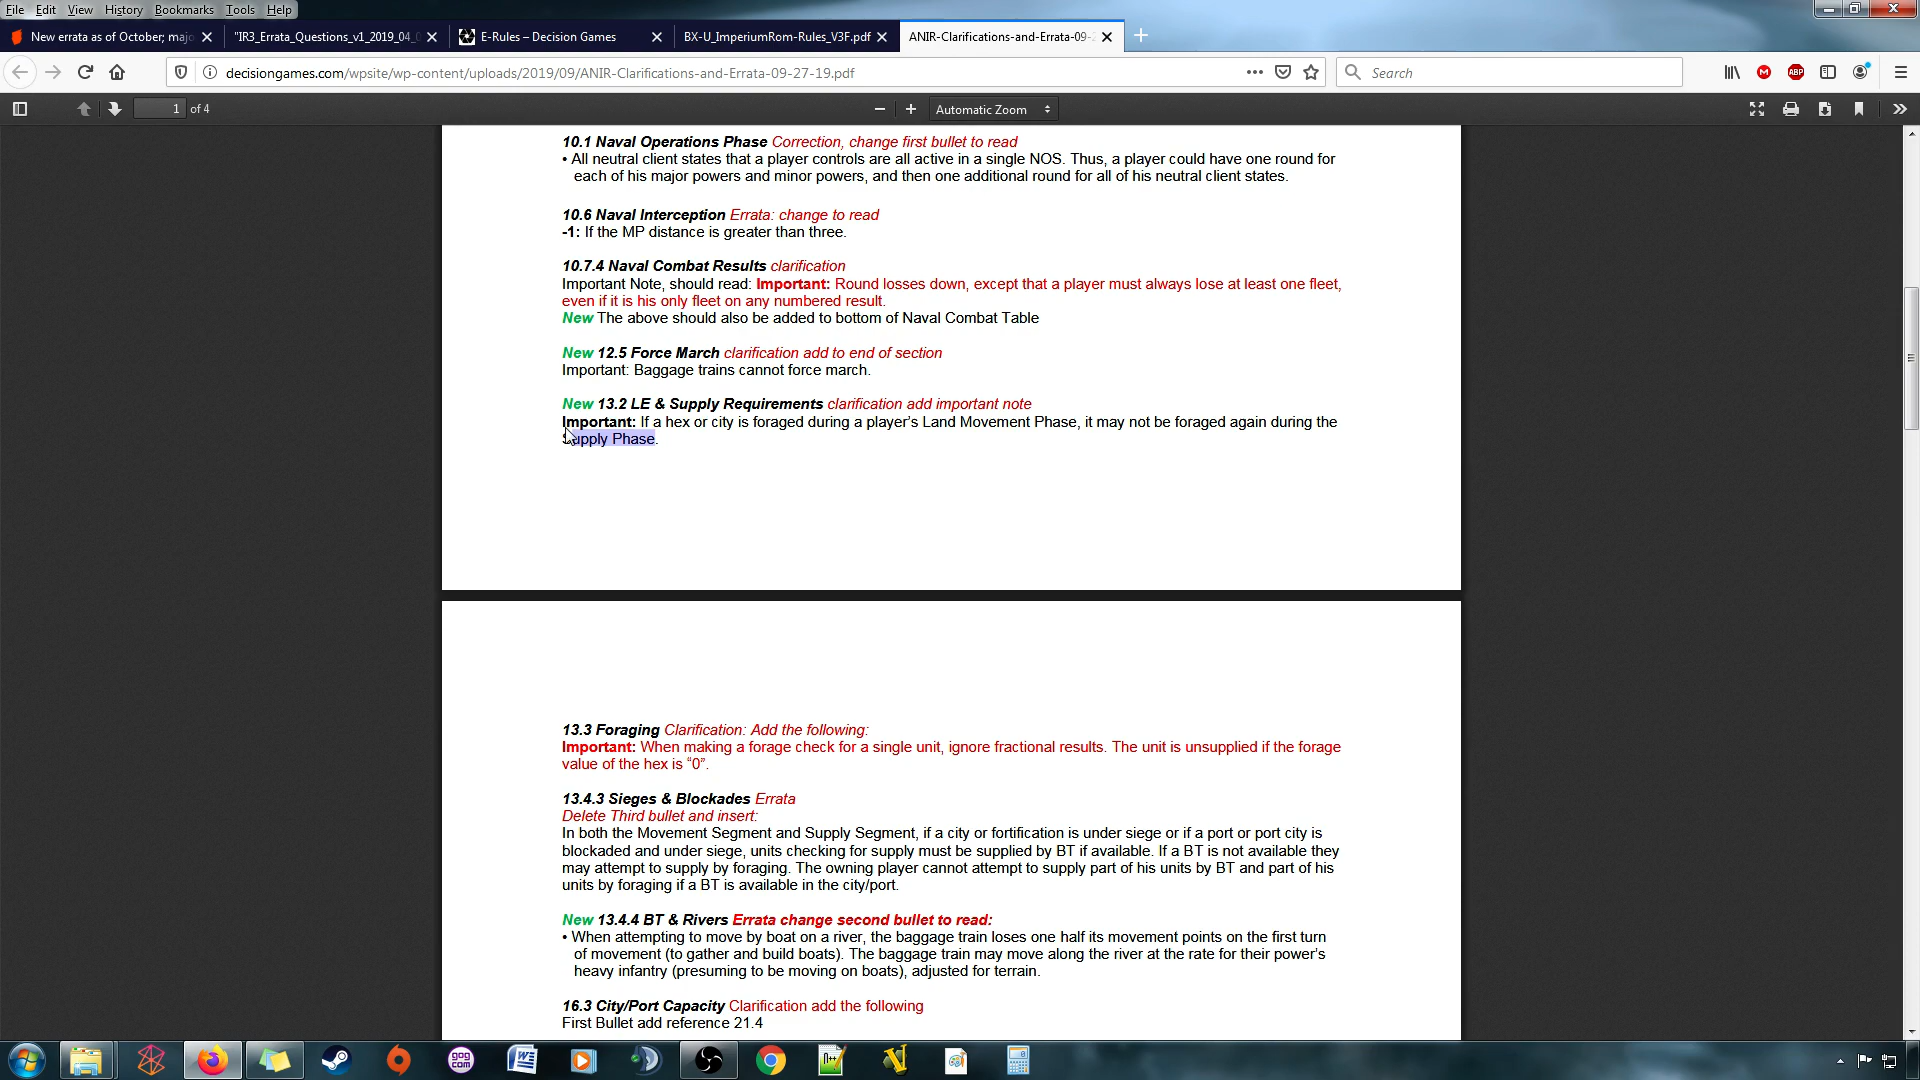 File Edit View History Bookmarks Tools Help
New errata as of October; majo
"IR3_Errata_Questions_v1_2019_04_0
E-Rules – Decision Games
BX-U_ImperiumRom-Rules_V3F.pdf
ANIR-Clarifications-and-Errata-09-2
decisiongames.com/wpsite/wp-content/uploads/2019/09/ANIR-Clarifications-and-Errata-09-27-19.pdf
Search
ABP
1 of 4
Automatic Zoom
10.1 Naval Operations Phase Correction, change first bullet to read
• All neutral client states that a player controls are all active in a single NOS. Thus, a player could have one round for
each of his major powers and minor powers, and then one additional round for all of his neutral client states.
10.6 Naval Interception Errata: change to read
-1: If the MP distance is greater than three.
10.7.4 Naval Combat Results clarification
Important Note, should read: Important: Round losses down, except that a player must always lose at least one fleet,
even if it is his only fleet on any numbered result.
New The above should also be added to bottom of Naval Combat Table
New 12.5 Force March clarification add to end of section
Important: Baggage trains cannot force march.
New 13.2 LE & Supply Requirements clarification add important note
Important: If a hex or city is foraged during a player's Land Movement Phase, it may not be foraged again during the
Supply Phase.
13.3 Foraging Clarification: Add the following:
Important: When making a forage check for a single unit, ignore fractional results. The unit is unsupplied if the forage
value of the hex is “0”.
13.4.3 Sieges & Blockades Errata
Delete Third bullet and insert:
In both the Movement Segment and Supply Segment, if a city or fortification is under siege or if a port or port city is
blockaded and under siege, units checking for supply must be supplied by BT if available. If a BT is not available they
may attempt to supply by foraging. The owning player cannot attempt to supply part of his units by BT and part of his
units by foraging if a BT is available in the city/port.
New 13.4.4 BT & Rivers Errata change second bullet to read:
• When attempting to move by boat on a river, the baggage train loses one half its movement points on the first turn
of movement (to gather and build boats). The baggage train may move along the river at the rate for their power's
heavy infantry (presuming to be moving on boats), adjusted for terrain.
16.3 City/Port Capacity Clarification add the following
First Bullet add reference 21.4
gog
com